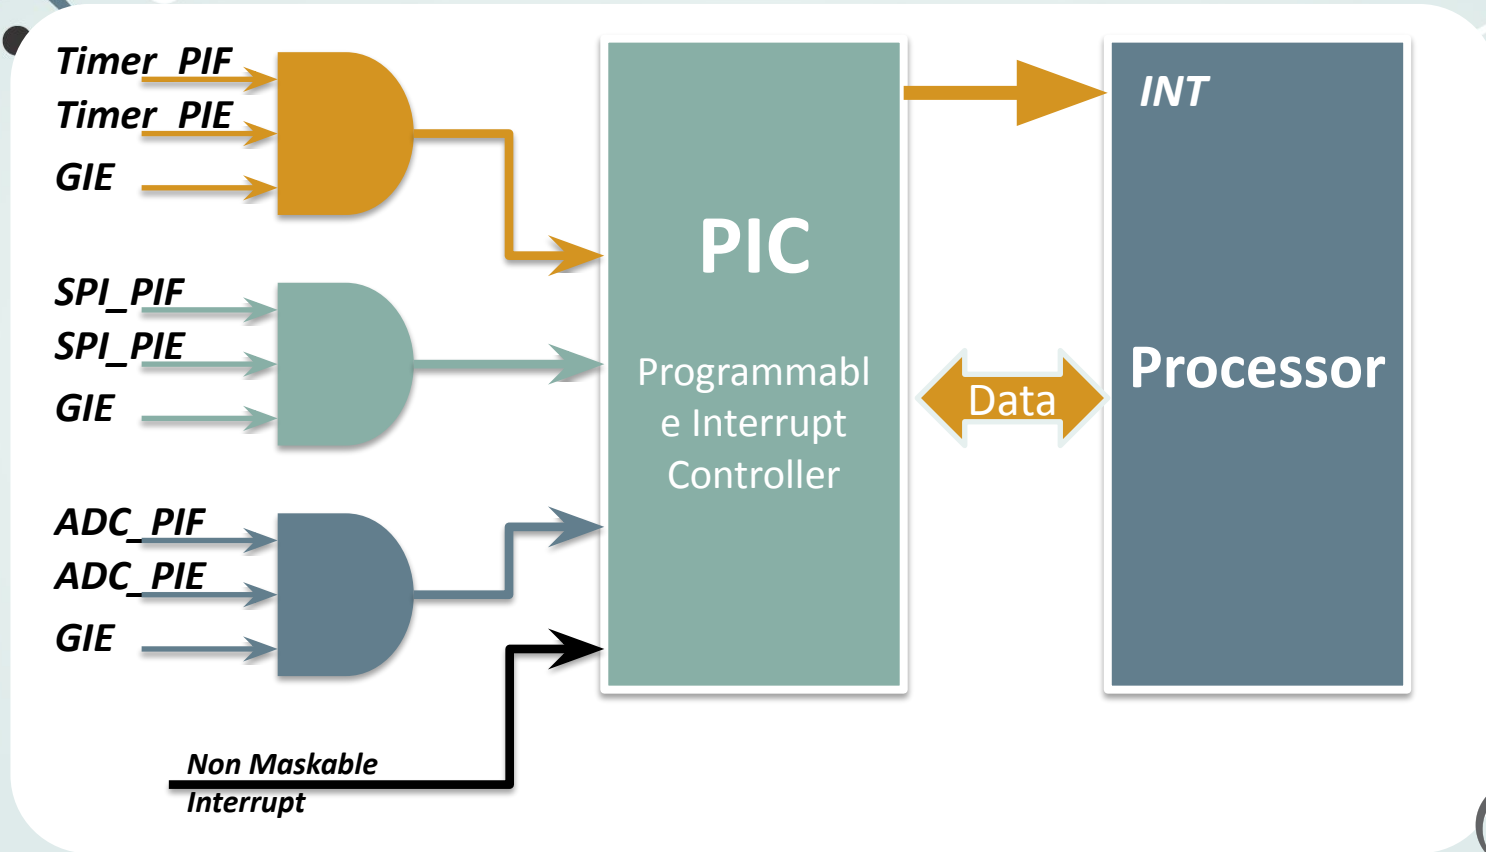 Timer_PIF
Timer_PIE
GIE
SPI_PIF
SPI_PIE
GIE
ADC_PIF
ADC_PIE
GIE
Non Maskable
Interrupt
PIC
Programmabl
e Interrupt
Controller
Data
INT
Processor